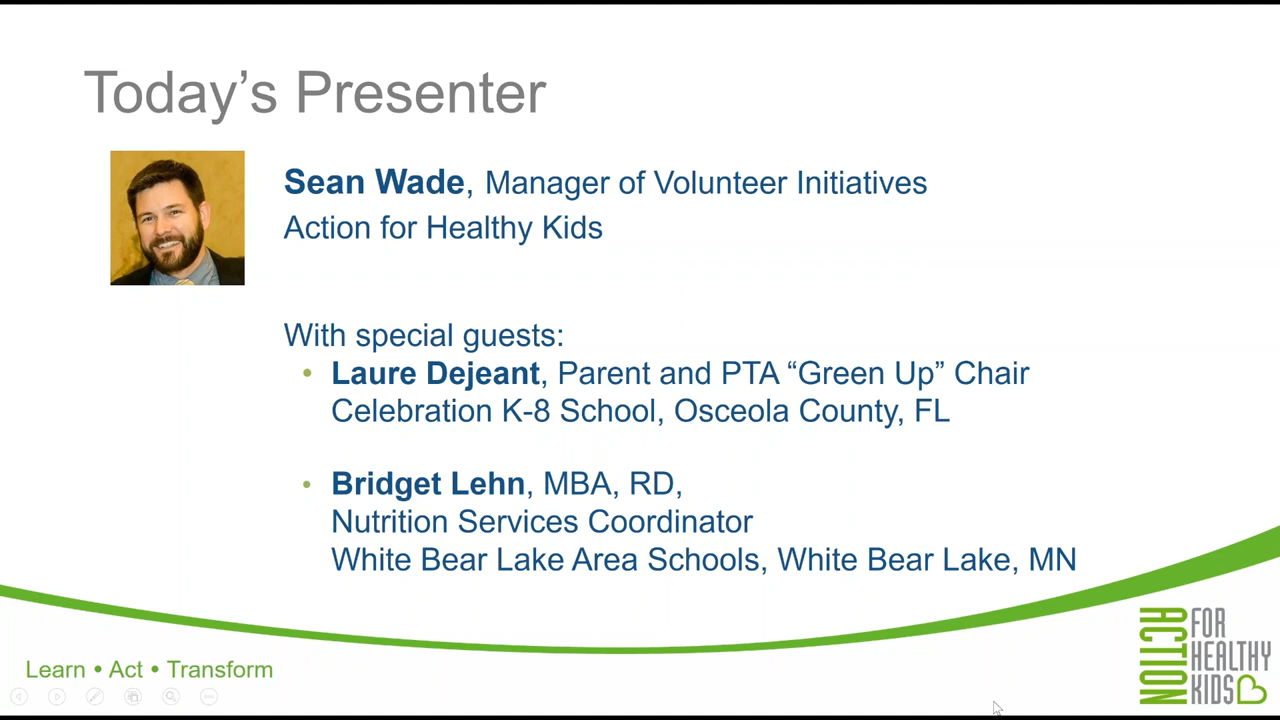 Today’s Presenter
Sean Wade, Manager of Volunteer Initiatives
Action for Healthy Kids
With special guests:
• Laure Dejeant, Parent and PTA “Green Up” Chair
Celebration K-8 School, Osceola County, FL
• Bridget Lehn, MBA, RD,
Nutrition Services Coordinator
White Bear Lake Area Schools, White Bear Lake, MN
Learn • Act • Transform
ACTION
FOR
HEALTHY
KIDS